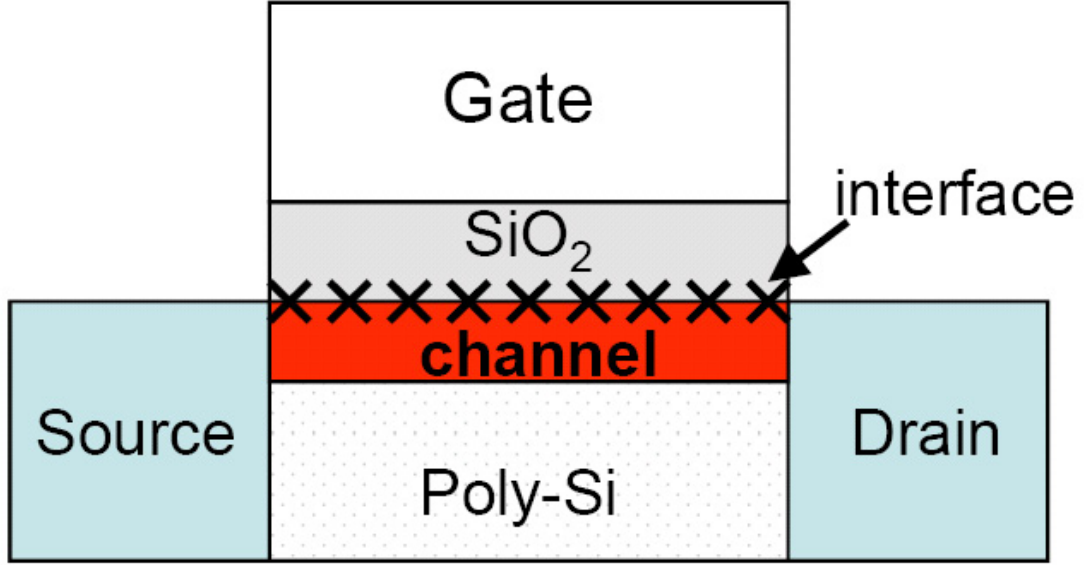 Gate
interface
SiO₂
channel
Source
Drain
Poly-Si